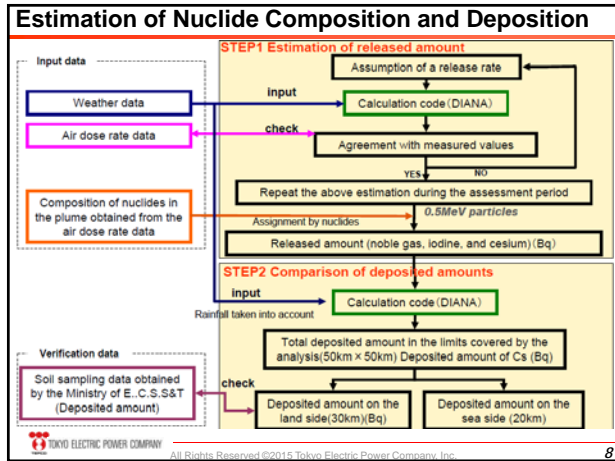 Estimation of Nuclide Composition and Deposition
STEP1 Estimation of released amount
Input data
Assumption of a release rate
input
Weather data
Calculation code(DIANA)
check
Air dose rate data
Agreement with measured values
YES
NO
Repeat the above estimation during the assessment period
Composition of nuclides in
the plume obtained from the
air dose rate data
0.5MeV particles
Assignment by nuclides
Released amount (noble gas, iodine, and cesium)(Bq)
STEP2 Comparison of deposited amounts
input
Calculation code(DIANA)
Rainfall taken into account
Total deposited amount in the limits covered by the
analysis(50km×50km) Deposited amount of Cs (Bq)
Verification data
Soil sampling data obtained
by the Ministry of E..C.S.S&T
(Deposited amount)
check
Deposited amount on the
land side(30km)(Bq)
Deposited amount on the
sea side (20km)
TEPCO
TOKYO ELECTRIC POWER COMPANY
All Rights Reserved ©2015 Tokyo Electric Power Company, Inc.
8